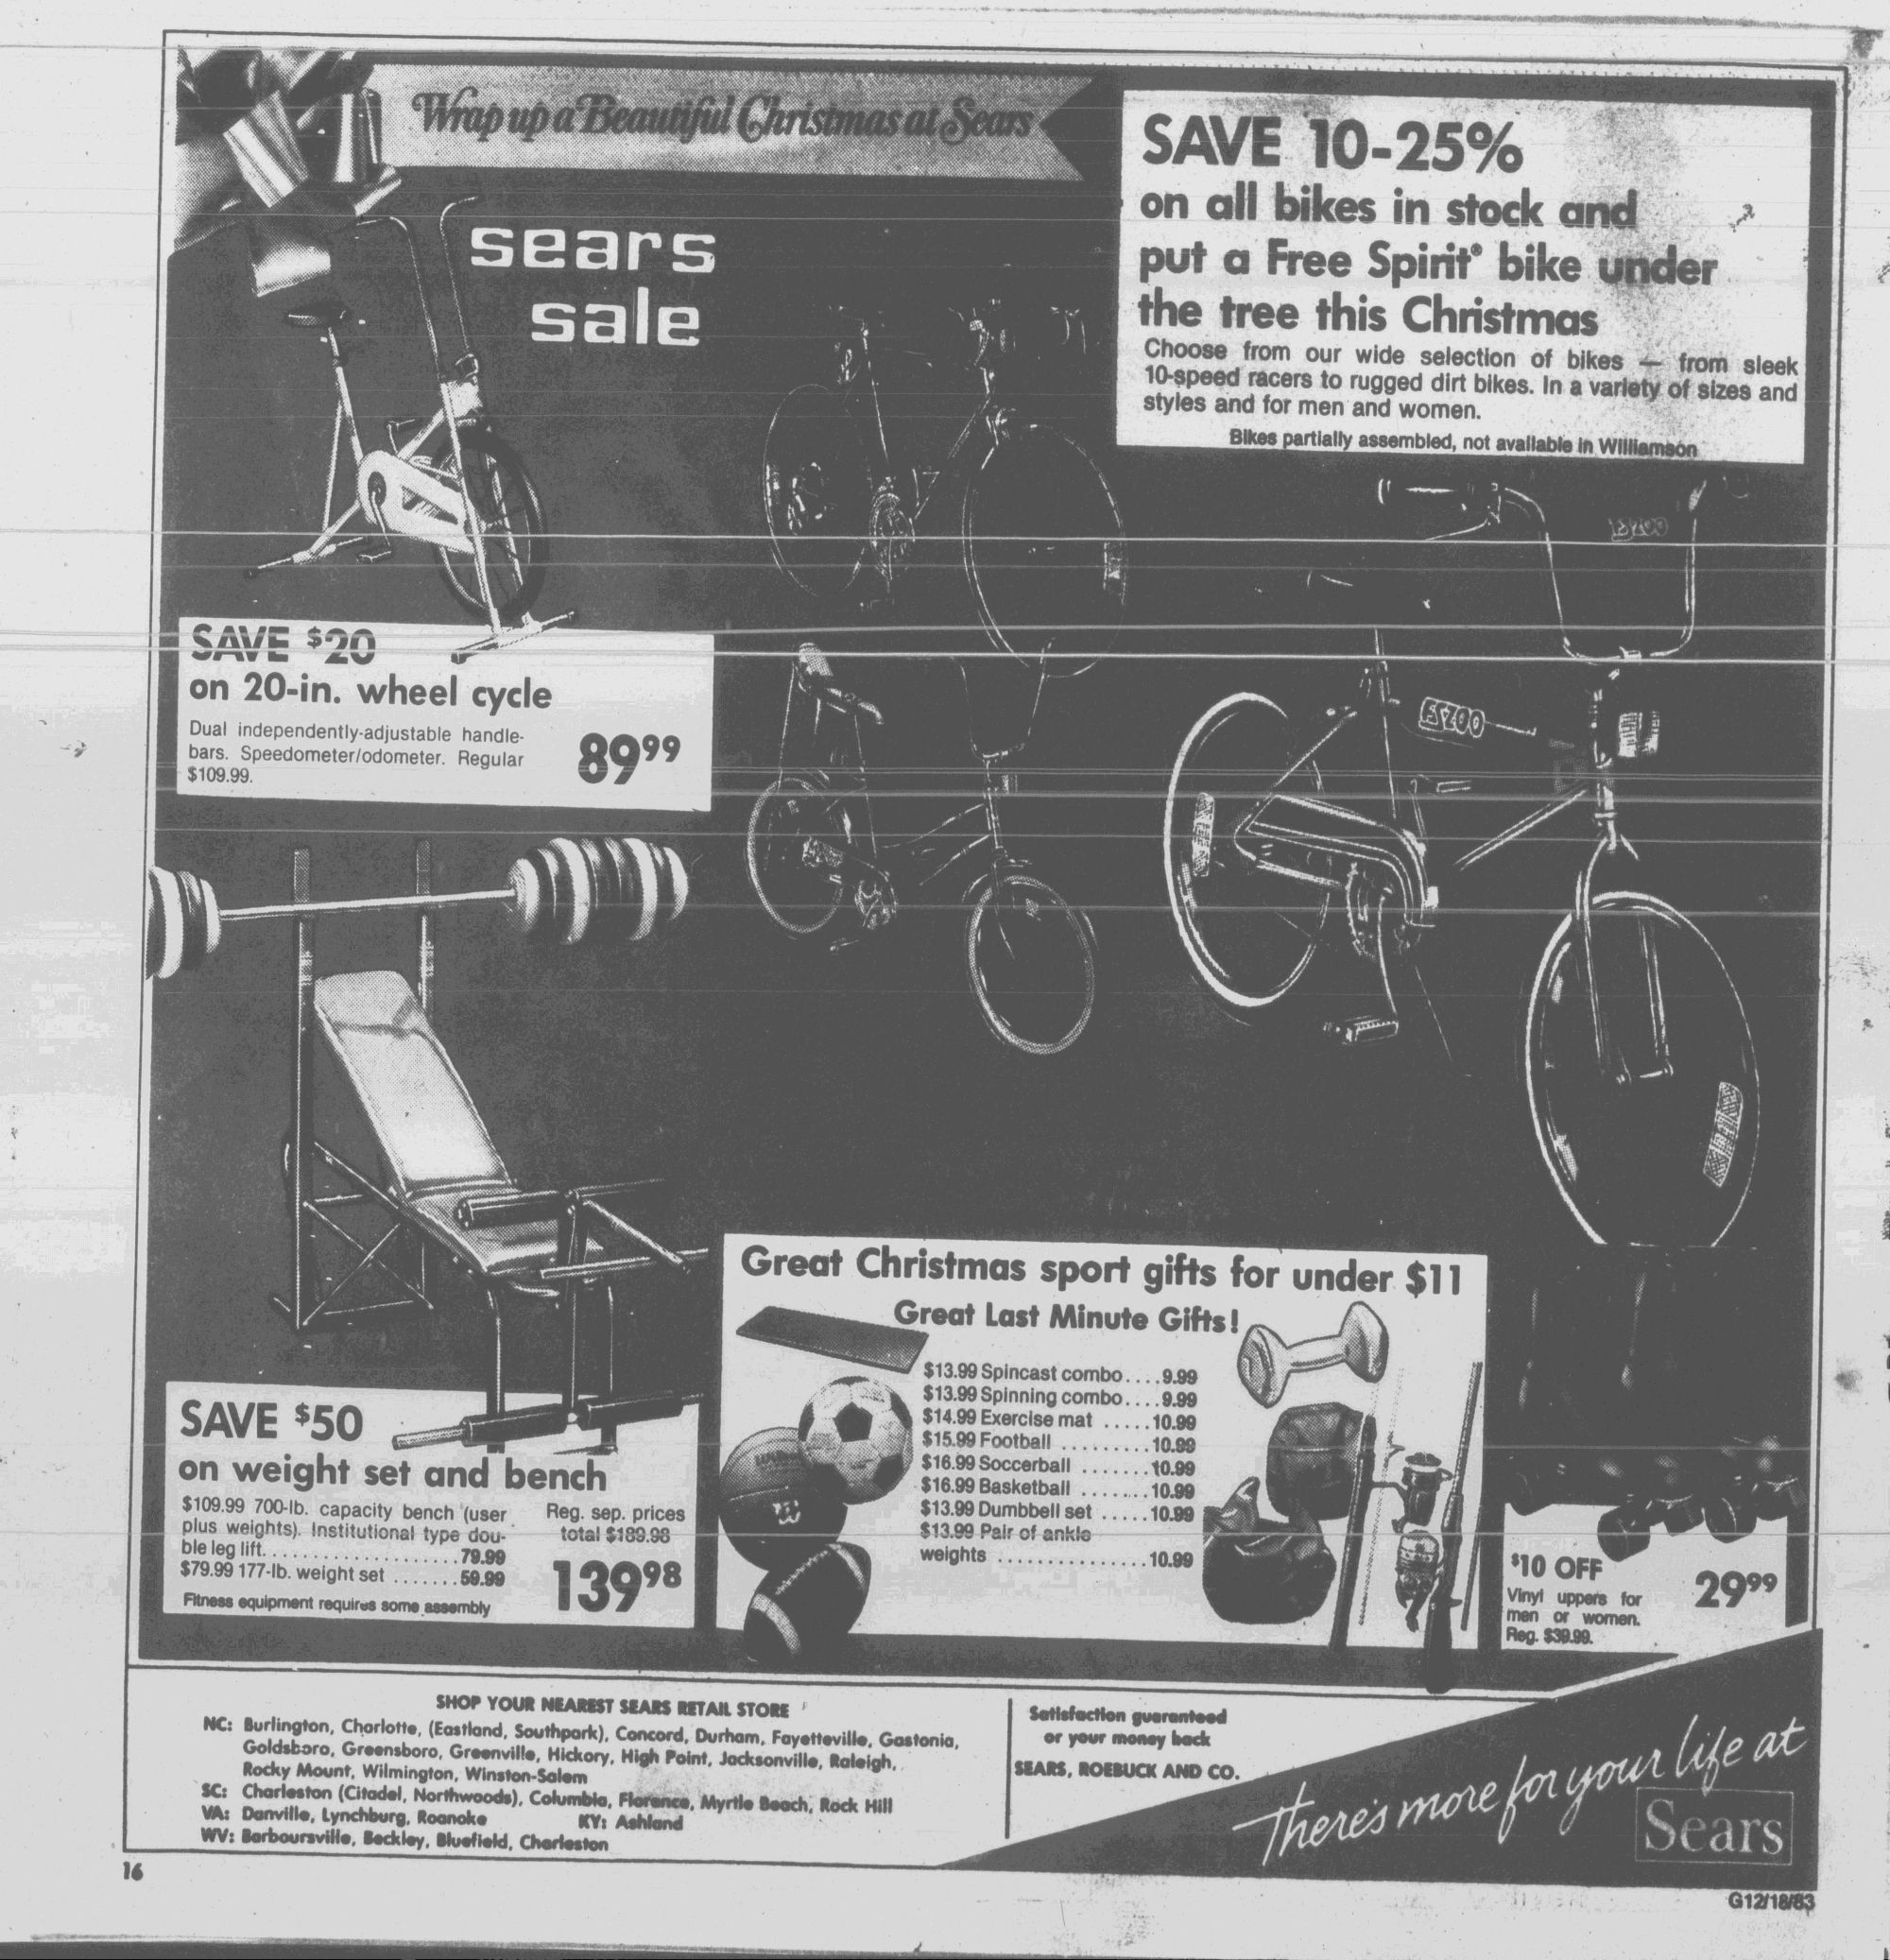 Wrap up a Beautiful Christmas at Sears
sears
sale
SAVE 10-25%
on all bikes in stock and
put a Free Spirit® bike under
the tree this Christmas
Choose from our wide selection of bikes — from sleek
10-speed racers to rugged dirt bikes. In a variety of sizes and
styles and for men and women.
Bikes partially assembled, not available in Williamson
FS200
FS200
SAVE $20
on 20-in. wheel cycle
Dual independently-adjustable handle-
bars. Speedometer/odometer. Regular
$109.99.
89⁹⁹
SAVE $50
on weight set and bench
$109.99 700-lb. capacity bench (user
plus weights). Institutional type dou-
ble leg lift....................79.99
$79.99 177-lb. weight set .......59.99
Fitness equipment requires some assembly
Reg. sep. prices
total $189.98
139⁹⁸
Great Christmas sport gifts for under $11
Great Last Minute Gifts!
$13.99 Spincast combo....9.99
$13.99 Spinning combo....9.99
$14.99 Exercise mat .....10.99
$15.99 Football .........10.99
$16.99 Soccerball .......10.99
$16.99 Basketball .......10.99
$13.99 Dumbbell set .....10.99
$13.99 Pair of ankle
weights ...............10.99
$10 OFF
Vinyl uppers for
men or women.
Reg. $39.99.
29⁹⁹
SHOP YOUR NEAREST SEARS RETAIL STORE
NC: Burlington, Charlotte, (Eastland, Southpark), Concord, Durham, Fayetteville, Gastonia,
Goldsboro, Greensboro, Greenville, Hickory, High Point, Jacksonville, Raleigh,
Rocky Mount, Wilmington, Winston-Salem
SC: Charleston (Citadel, Northwoods), Columbia, Florence, Myrtle Beach, Rock Hill
VA: Danville, Lynchburg, Roanoke KY: Ashland
WV: Barboursville, Beckley, Bluefield, Charleston
Satisfaction guaranteed
or your money back
SEARS, ROEBUCK AND CO.
There's more for your life at
Sears
16
G12/18/83